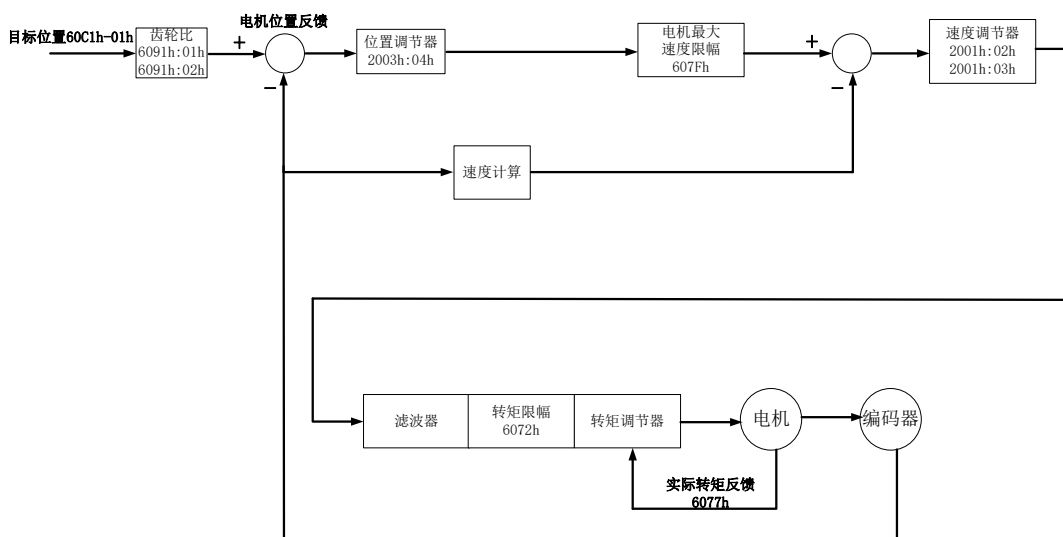 电机位置反馈
目标位置60C1h-01h
齿轮比
6091h:01h
6091h:02h
+
−
位置调节器
2003h:04h
电机最大
速度限幅
607Fh
+
−
速度调节器
2001h:02h
2001h:03h
速度计算
滤波器
转矩限幅
6072h
转矩调节器
电机
编码器
实际转矩反馈
6077h